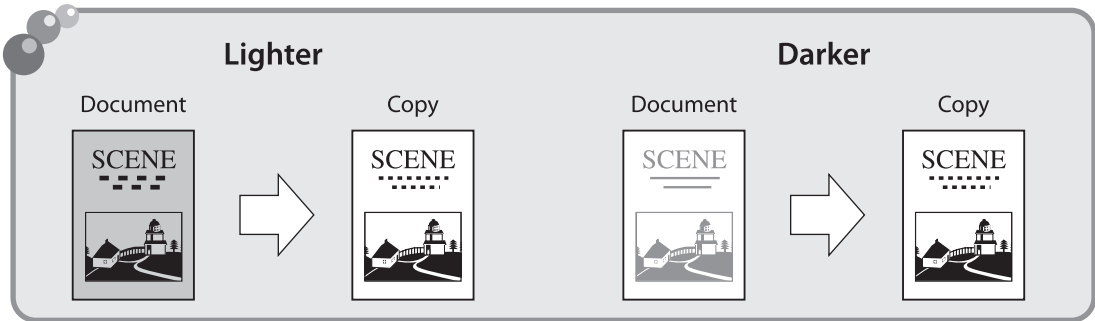 Lighter
Darker
Document
Copy
Document
Copy
SCENE
SCENE
SCENE
SCENE